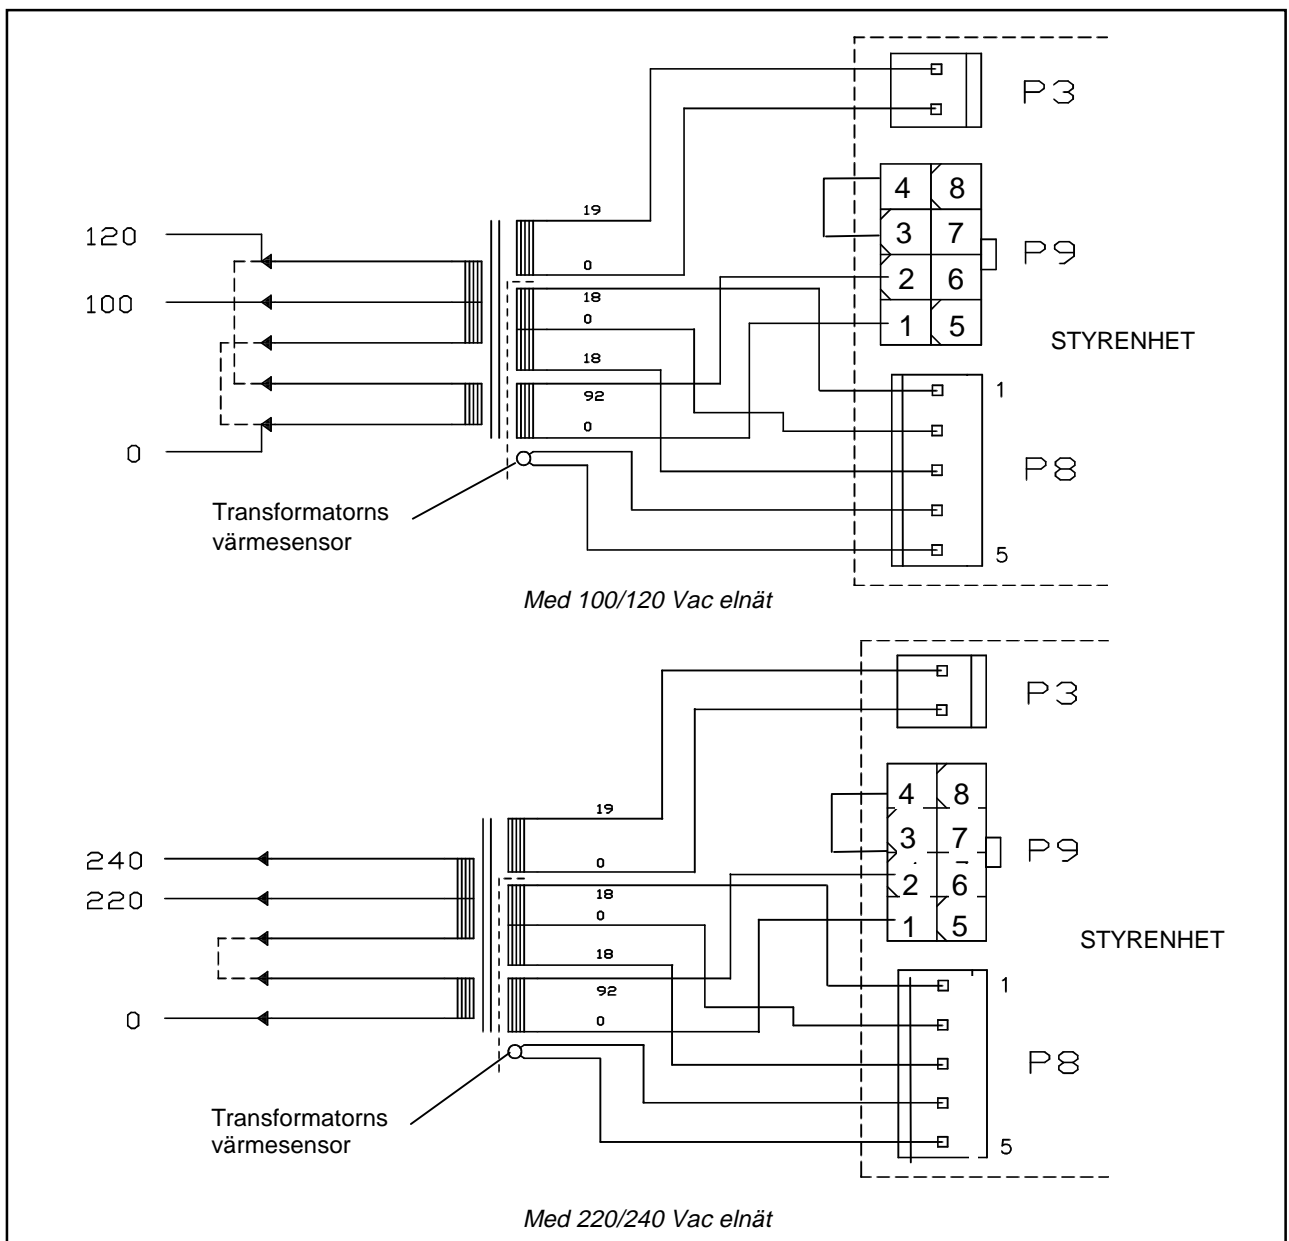 P3
19
4 8
120
3 7
P9
0
2 6
100
18
0
1 5
STYRENHET
18
1
92
0
0
P8
Transformatorns
värmesensor
5
Med 100/120 Vac elnät
P3
4 8
19
3 7
P9
240
0
2 6
220
18
0
1 5
STYRENHET
18
92
1
0
0
P8
Transformatorns
värmesensor
5
Med 220/240 Vac elnät